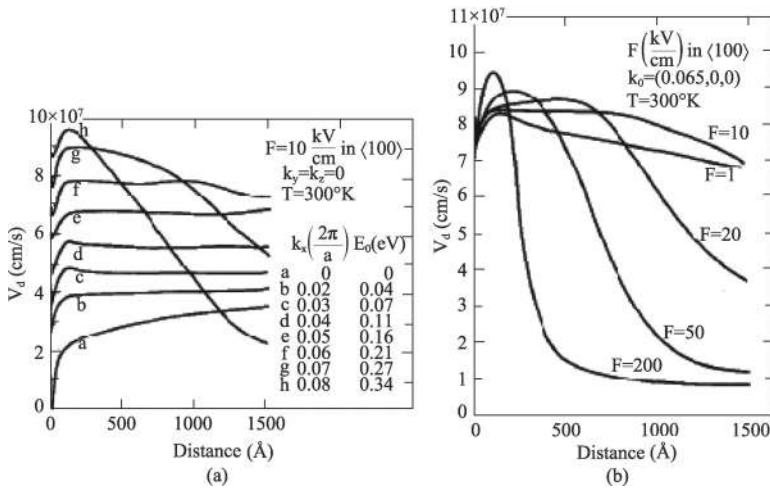 10×10⁷
8
6
4
2
0
V_d (cm/s)
h
g
f
e
d
c
b
a
F=10 kV/cm in ⟨100⟩
k_y=k_z=0
T=300°K
k_x(2π/a) E₀(eV)
a 0 0
b 0.02 0.04
c 0.03 0.07
d 0.04 0.11
e 0.05 0.16
f 0.06 0.21
g 0.07 0.27
h 0.08 0.34
0 500 1000 1500
Distance (Å)
(a)
11×10⁷
10
9
8
7
6
5
4
3
2
1
0
V_d (cm/s)
F(kV/cm) in ⟨100⟩
k₀=(0.065,0,0)
T=300°K
F=10
F=1
F=20
F=50
F=200
0 500 1000 1500
Distance (Å)
(b)